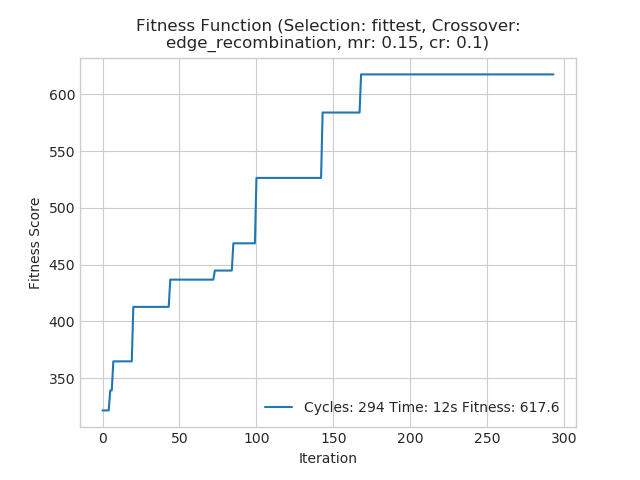 Fitness Function (Selection: fittest, Crossover:
edge_recombination, mr: 0.15, cr: 0.1)
Fitness Score
600
550
500
450
400
350
Cycles: 294 Time: 12s Fitness: 617.6
0 50 100 150 200 250 300
Iteration